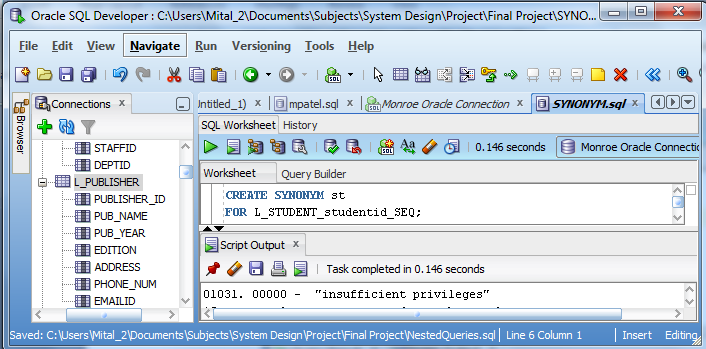 Oracle SQL Developer : C:\Users\Mital_2\Documents\Subjects\System Design\Project\Final Project\SYNO...
File Edit View Navigate Run Versioning Tools Help
Connections x
Intitled_1) x mpatel.sql x Monroe Oracle Connection x SYNONYM.sql x
Browser
SQL Worksheet History
0.146 seconds Monroe Oracle Connectio
STAFFID
DEPTID
L_PUBLISHER
PUBLISHER_ID
PUB_NAME
PUB_YEAR
EDITION
ADDRESS
PHONE_NUM
EMAILID
Worksheet Query Builder
CREATE SYNONYM st
FOR L_STUDENT_studentid_SEQ;
Script Output x
Task completed in 0.146 seconds
01031. 00000 - "insufficient privileges"
Saved: C:\Users\Mital_2\Documents\Subjects\System Design\Project\Final Project\NestedQueries.sql Line 6 Column 1 Insert Editing